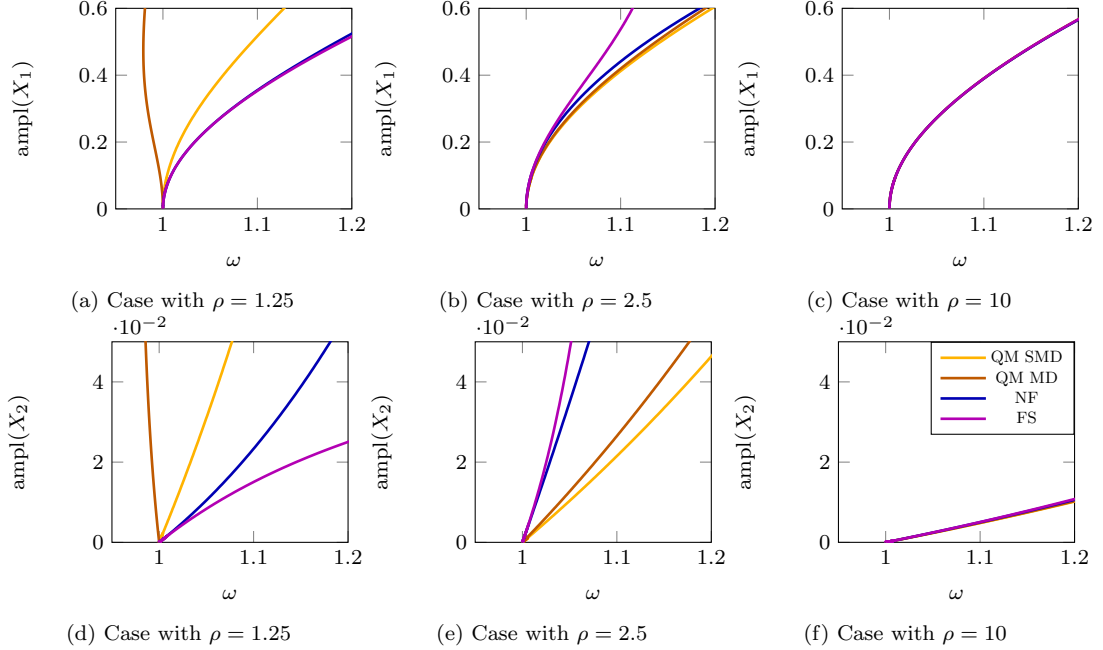 0.6
0.4
0.2
0
ampl(X1)
1
1.1
1.2
ω
(a) Case with ρ = 1.25
0.6
0.4
0.2
0
ampl(X1)
1
1.1
1.2
ω
(b) Case with ρ = 2.5
0.6
0.4
0.2
0
ampl(X1)
1
1.1
1.2
ω
(c) Case with ρ = 10
·10−2
4
2
0
ampl(X2)
1
1.1
1.2
ω
(d) Case with ρ = 1.25
·10−2
4
2
0
ampl(X2)
1
1.1
1.2
ω
(e) Case with ρ = 2.5
·10−2
4
2
0
ampl(X2)
QM SMD
QM MD
NF
FS
1
1.1
1.2
ω
(f) Case with ρ = 10